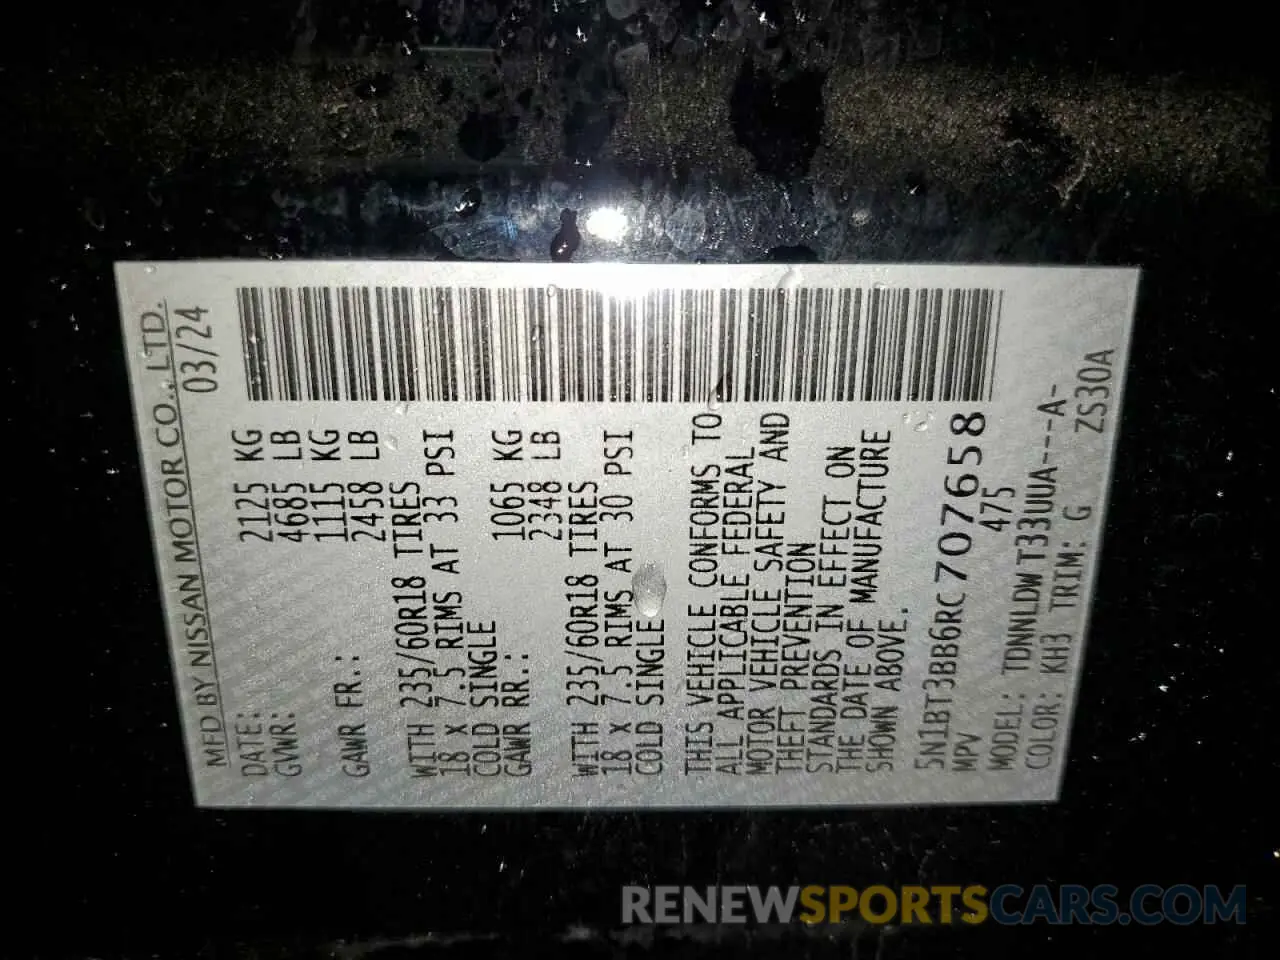 MFD BY NISSAN MOTOR CO., LTD.
DATE: 03/24
GVWR: 2125 KG
4685 LB
GAWR FR.: 1115 KG
2458 LB
WITH 235/60R18 TIRES
18 X 7.5 RIMS AT 33 PSI
COLD SINGLE
GAWR RR.: 1065 KG
2348 LB
WITH 235/60R18 TIRES
18 X 7.5 RIMS AT 30 PSI
COLD SINGLE
THIS VEHICLE CONFORMS TO
ALL APPLICABLE FEDERAL
MOTOR VEHICLE SAFETY AND
THEFT PREVENTION
STANDARDS IN EFFECT ON
THE DATE OF MANUFACTURE
SHOWN ABOVE.
5N1BT3BB6RC707658
MPV 475
MODEL: TDNNLDWT33UUA---A-
COLOR: KH3 TRIM: G ZS30A
RENEWSPORTSCARS.COM